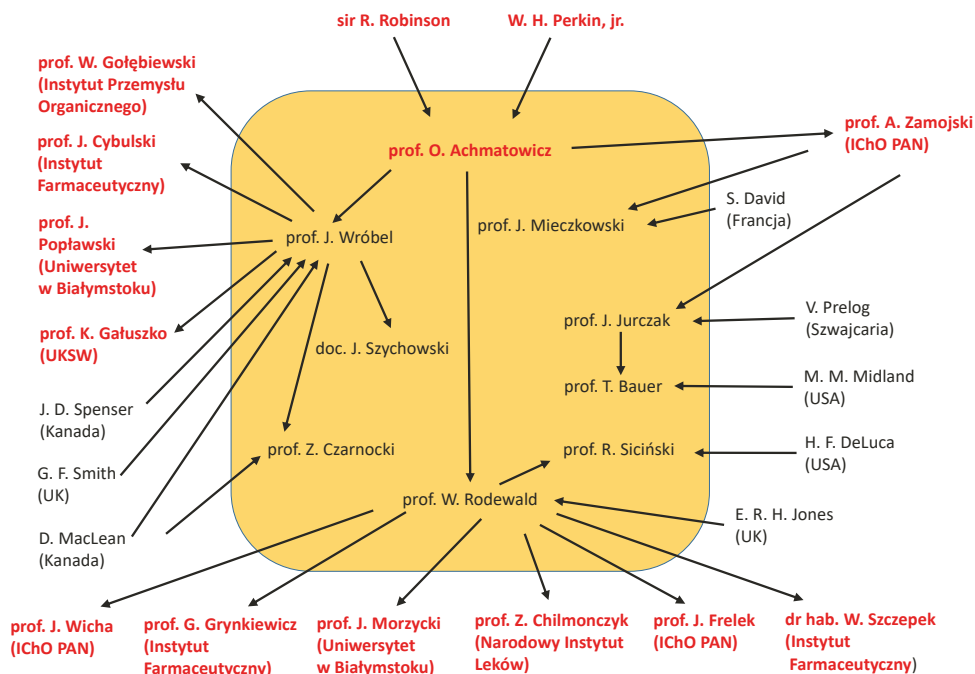 sir R. Robinson
W. H. Perkin, jr.
prof. W. Gołębiewski
(Instytut Przemysłu
Organicznego)
prof. J. Cybulski
(Instytut
Farmaceutyczny)
prof. J.
Popławski
(Uniwersytet
w Białymstoku)
prof. K. Gałuszko
(UKSW)
J. D. Spenser
(Kanada)
G. F. Smith
(UK)
D. MacLean
(Kanada)
prof. O. Achmatowicz
prof. J. Wróbel
prof. J. Mieczkowski
doc. J. Szychowski
prof. J. Jurczak
prof. T. Bauer
prof. Z. Czarnocki
prof. R. Siciński
prof. W. Rodewald
prof. A. Zamojski
(IChO PAN)
S. David
(Francja)
V. Prelog
(Szwajcaria)
M. M. Midland
(USA)
H. F. DeLuca
(USA)
E. R. H. Jones
(UK)
prof. J. Wicha
(IChO PAN)
prof. G. Grynkiewicz
(Instytut
Farmaceutyczny)
prof. J. Morzycki
(Uniwersytet
w Białymstoku)
prof. Z. Chilmonczyk
(Narodowy Instytut
Leków)
prof. J. Frelek
(IChO PAN)
dr hab. W. Szczepek
(Instytut
Farmaceutyczny)